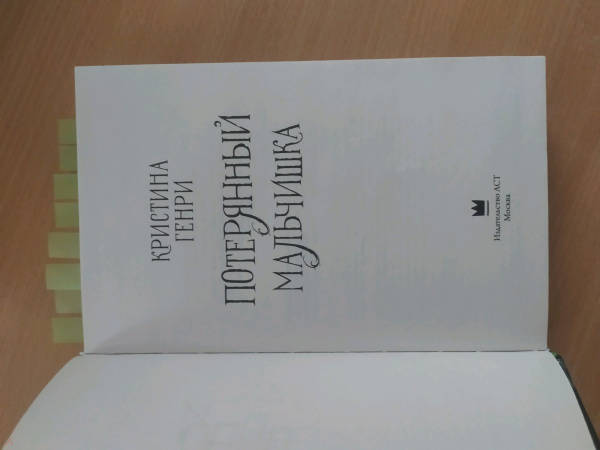 КРИСТИНА
ГЕНРИ
ПОТЕРЯННЫЙ
МАЛЬЧИШКА
Издательство АСТ
Москва